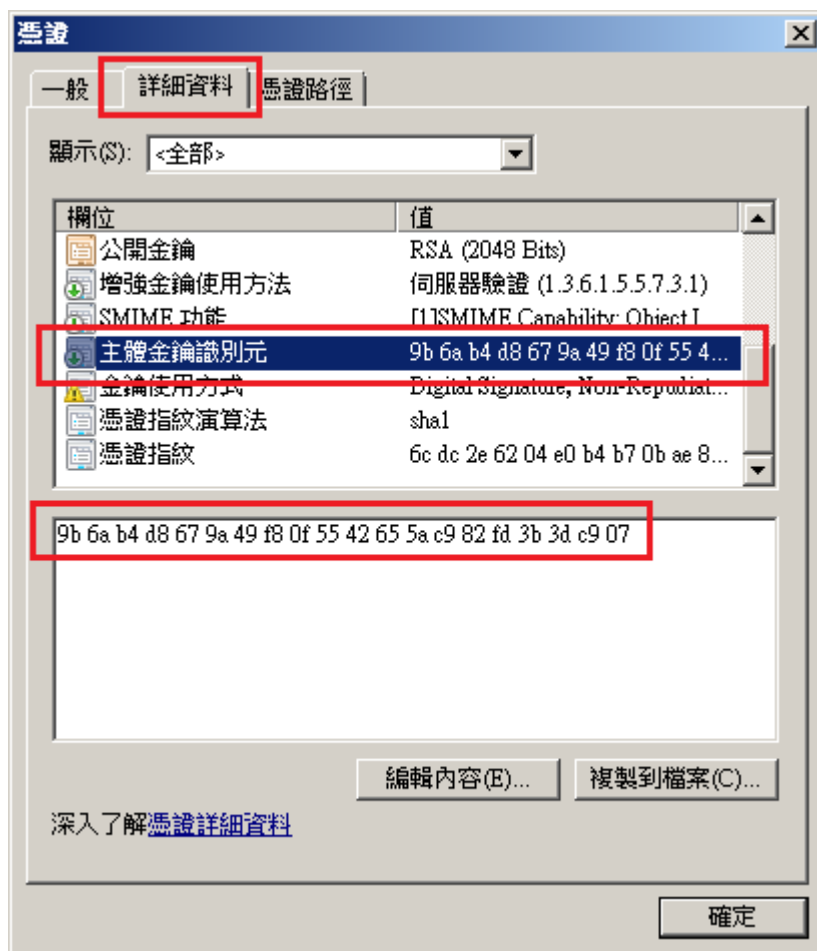 憑證
一般 詳細資料 憑證路徑
顯示(S): <全部>
欄位 值
公開金鑰 RSA (2048 Bits)
增強金鑰使用方法 伺服器驗證 (1.3.6.1.5.5.7.3.1)
SMIME 功能 [1]SMIME Capability: Object I...
主體金鑰識別元 9b 6a b4 d8 67 9a 49 f8 0f 55 4...
金鑰使用方式 Digital Signature, Non-Repudiat...
憑證指紋演算法 sha1
憑證指紋 6c dc 2e 62 04 e0 b4 b7 0b ae 8...
9b 6a b4 d8 67 9a 49 f8 0f 55 42 65 5a c9 82 fd 3b 3d c9 07
編輯內容(E)... 複製到檔案(C)...
深入了解憑證詳細資料
確定